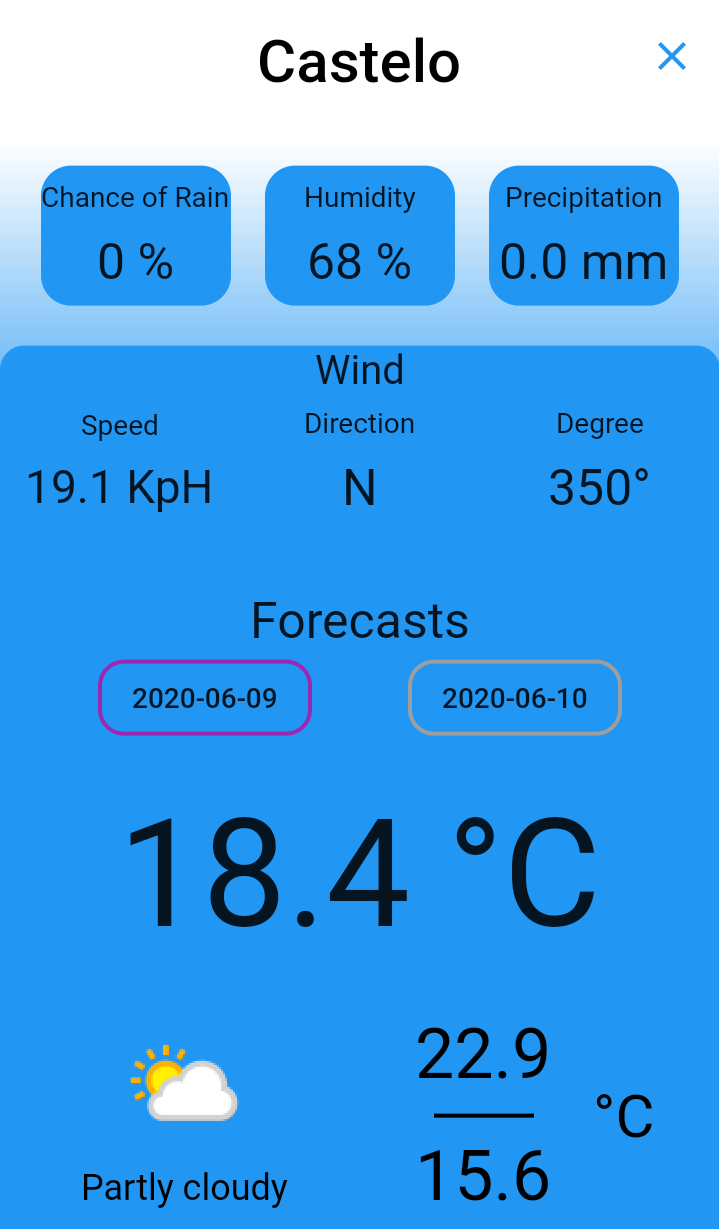 Castelo
Chance of Rain Humidity Precipitation
0 % 68 % 0.0 mm
Wind
Speed Direction Degree
19.1 KpH N 350°
Forecasts
2020-06-09 2020-06-10
18.4 °C
22.9
°C
15.6
Partly cloudy